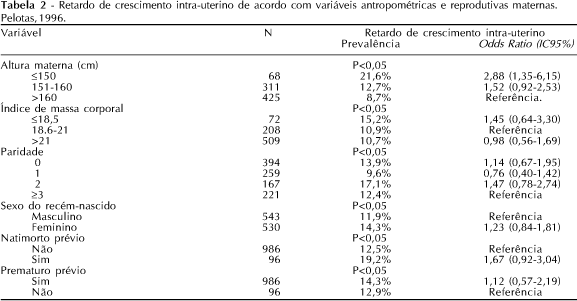 Tabela 2 - Retardo de crescimento intra-uterino de acordo com variáveis antropométricas e reprodutivas maternas.
Pelotas, 1996.
Variável N Retardo de crescimento intra-uterino
Prevalência Odds Ratio (IC95%)
Altura materna (cm) P<0,05
≤150 68 21,6% 2,88 (1,35-6,15)
151-160 311 12,7% 1,52 (0,92-2,53)
>160 425 8,7% Referência.
Índice de massa corporal P<0,05
≤18,5 72 15,2% 1,45 (0,64-3,30)
18.6-21 208 10,9% Referência
>21 509 10,7% 0,98 (0,56-1,69)
Paridade P<0,05
0 394 13,9% 1,14 (0,67-1,95)
1 259 9,6% 0,76 (0,40-1,42)
2 167 17,1% 1,47 (0,78-2,74)
≥3 221 12,4% Referência
Sexo do recém-nascido P<0,05
Masculino 543 11,9% Referência
Feminino 530 14,3% 1,23 (0,84-1,81)
Natimorto prévio P<0,05
Não 986 12,5% Referência
Sim 96 19,2% 1,67 (0,92-3,04)
Prematuro prévio P<0,05
Sim 986 14,3% 1,12 (0,57-2,19)
Não 96 12,9% Referência